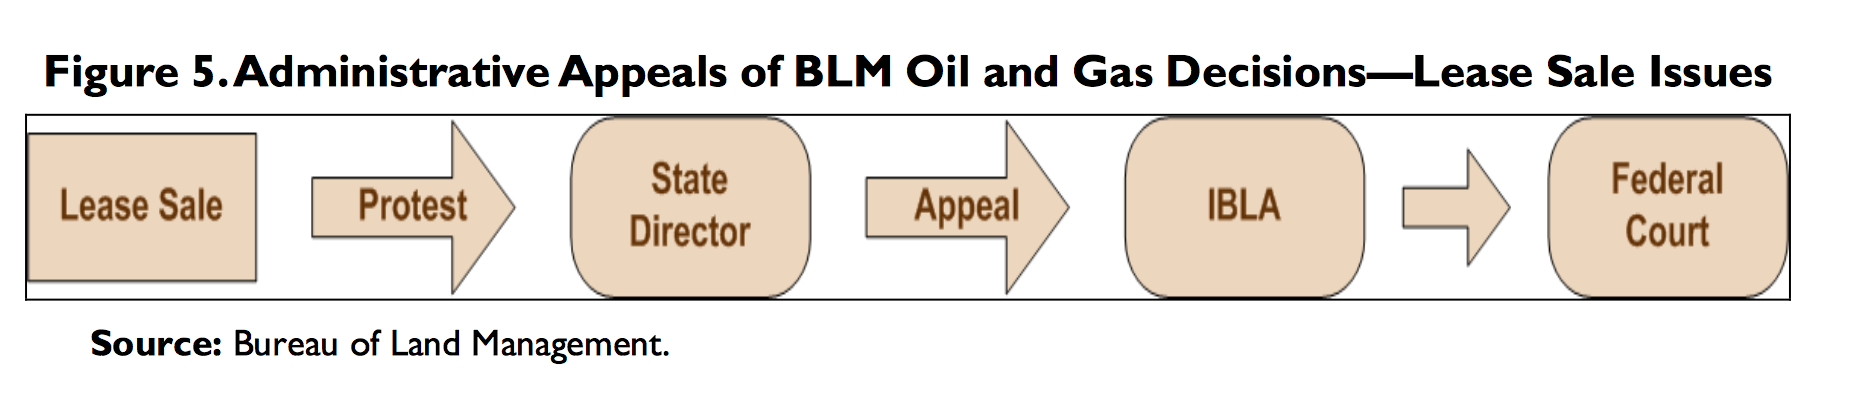 Figure 5. Administrative Appeals of BLM Oil and Gas Decisions—Lease Sale Issues
Lease Sale
Protest
State
Director
Appeal
IBLA
Federal
Court
Source: Bureau of Land Management.